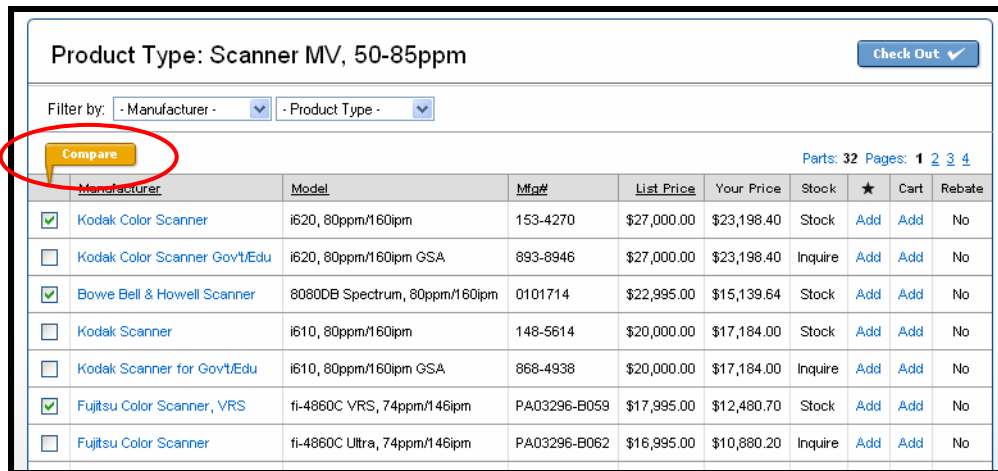 Product Type: Scanner MV, 50-85ppm Check Out
Filter by: - Manufacturer - - Product Type -
Compare Parts: 32 Pages: 1 2 3 4
Manufacturer Model Mfg# List Price Your Price Stock ★ Cart Rebate
Kodak Color Scanner i620, 80ppm/160ipm 153-4270 $27,000.00 $23,198.40 Stock Add Add No
Kodak Color Scanner Gov't/Edu i620, 80ppm/160ipm GSA 893-8946 $27,000.00 $23,198.40 Inquire Add Add No
Bowe Bell & Howell Scanner 8080DB Spectrum, 80ppm/160ipm 0101714 $22,995.00 $15,139.64 Stock Add Add No
Kodak Scanner i610, 80ppm/160ipm 148-5614 $20,000.00 $17,184.00 Stock Add Add No
Kodak Scanner for Gov't/Edu i610, 80ppm/160ipm GSA 868-4938 $20,000.00 $17,184.00 Inquire Add Add No
Fujitsu Color Scanner, VRS fi-4860C VRS, 74ppm/146ipm PA03296-B059 $17,995.00 $12,480.70 Stock Add Add No
Fujitsu Color Scanner fi-4860C Ultra, 74ppm/146ipm PA03296-B062 $16,995.00 $10,880.20 Inquire Add Add No